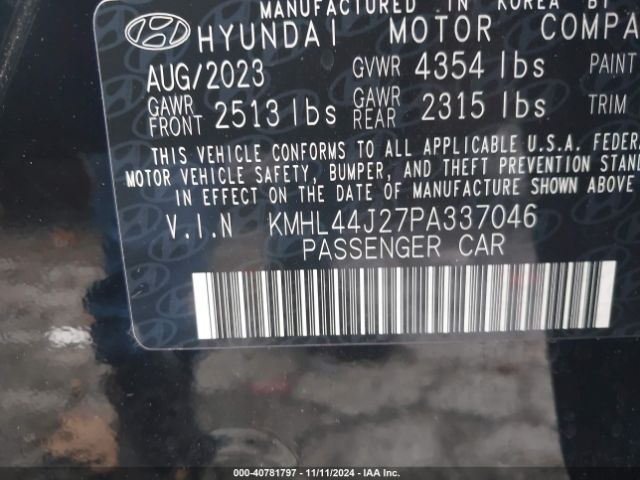 MANUFACTURED IN KOREA BY
HYUNDAI MOTOR COMPA
AUG/2023 GVWR 4354 lbs PAINT
GAWR FRONT 2513 lbs GAWR REAR 2315 lbs TRIM
THIS VEHICLE CONFORMS TO ALL APPLICABLE U.S.A. FEDER
MOTOR VEHICLE SAFETY, BUMPER, AND THEFT PREVENTION STAN
IN EFFECT ON THE DATE OF MANUFACTURE SHOWN ABOVE
V.I.N KMHL44J27PA337046
PASSENGER CAR
000-40781797 - 11/11/2024 - IAA Inc.